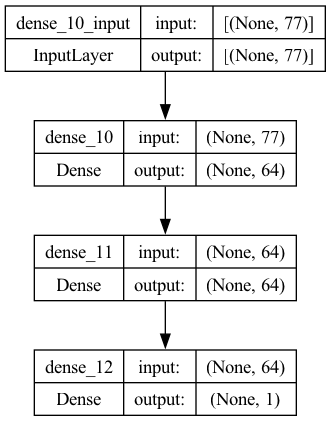 dense_10_input input: [(None, 77)]
InputLayer output: [(None, 77)]
dense_10 input: (None, 77)
Dense output: (None, 64)
dense_11 input: (None, 64)
Dense output: (None, 64)
dense_12 input: (None, 64)
Dense output: (None, 1)